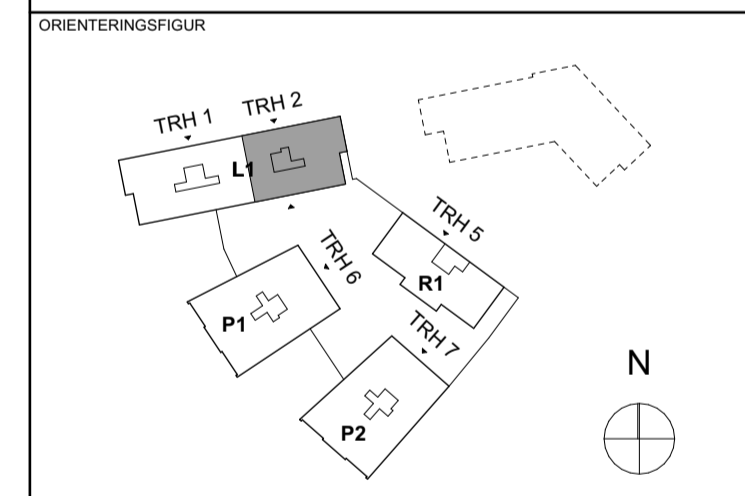 ORIENTERINGSFIGUR
TRH 1
TRH 2
L1
TRH 5
TRH 6
R1
P1
TRH 7
N
P2